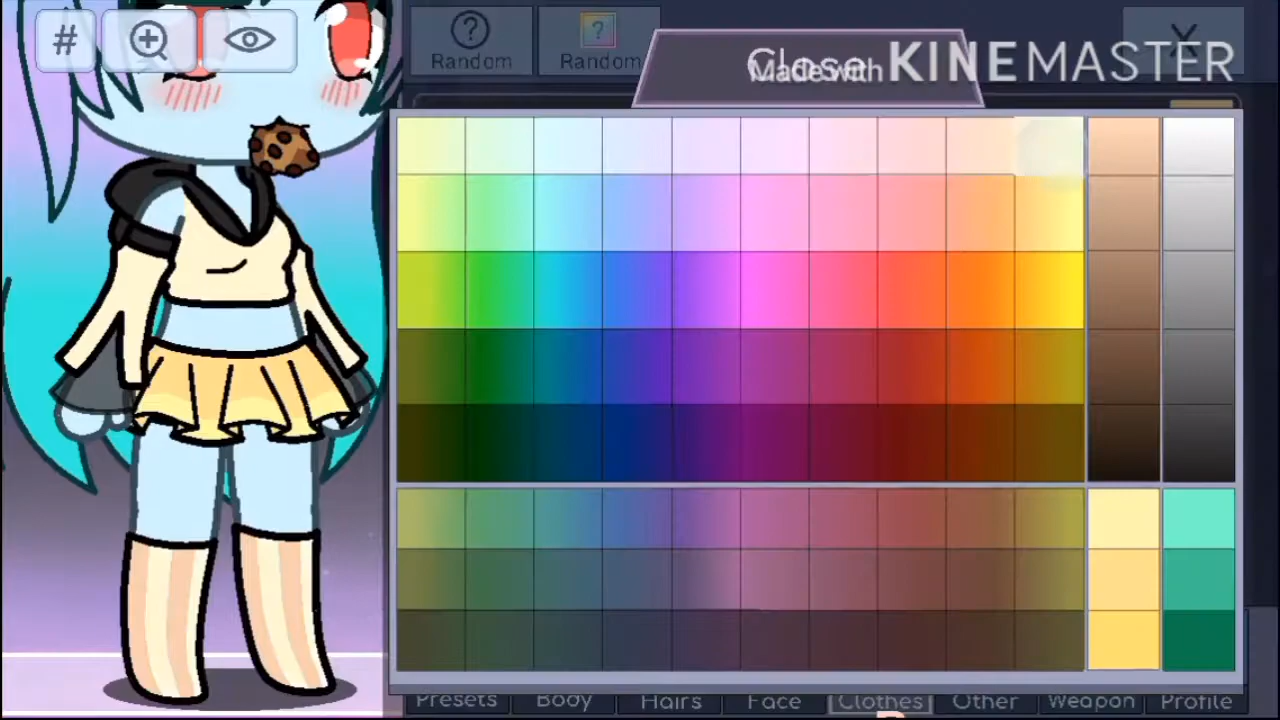 #
? Random
? Random
X
Close
Made with KINEMASTER
Presets Body Hairs Face Clothes Other Weapon Profile